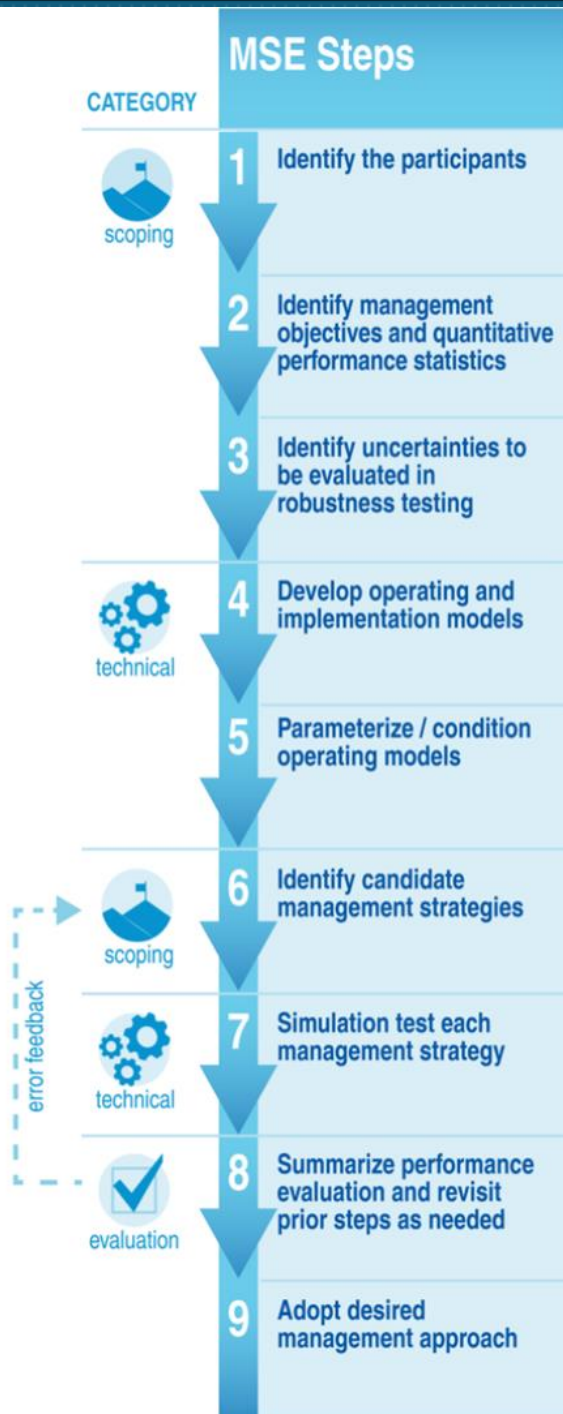 MSE Steps
CATEGORY
1
Identify the participants
scoping
2
Identify management
objectives and quantitative
performance statistics
3
Identify uncertainties to
be evaluated in
robustness testing
4
Develop operating and
implementation models
technical
5
Parameterize / condition
operating models
6
Identify candidate
management strategies
scoping
error feedback
7
Simulation test each
management strategy
technical
8
Summarize performance
evaluation and revisit
prior steps as needed
evaluation
9
Adopt desired
management approach